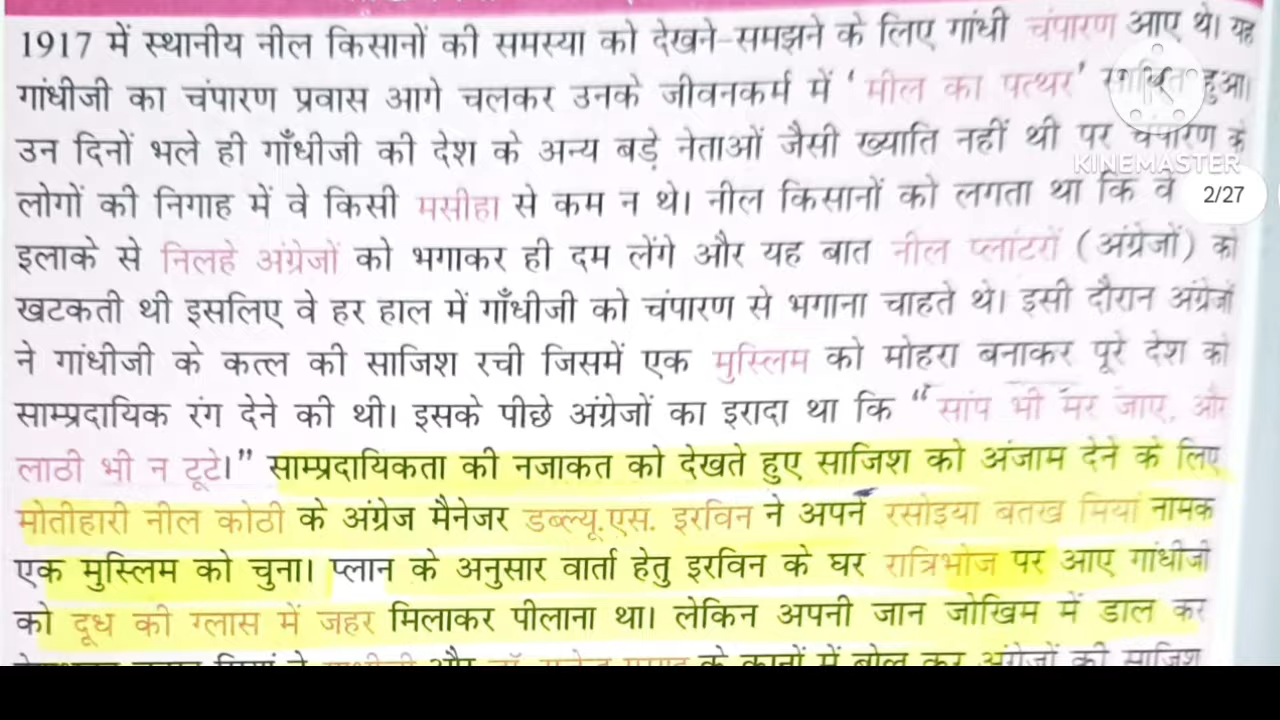 1917 में स्थानीय नील किसानों की समस्या को देखने-समझने के लिए गांधी चंपारण आए थे। यह
गांधीजी का चंपारण प्रवास आगे चलकर उनके जीवनकर्म में ‘मील का पत्थर’ साबित हुआ।
उन दिनों भले ही गाँधीजी की देश के अन्य बड़े नेताओं जैसी ख्याति नहीं थी पर चंपारण के
KINEMASTER
लोगों की निगाह में वे किसी मसीहा से कम न थे। नील किसानों को लगता था कि वे
2/27
इलाके से निलहे अंग्रेजों को भगाकर ही दम लेंगे और यह बात नील प्लांटरों (अंग्रेजों) को
खटकती थी इसलिए वे हर हाल में गाँधीजी को चंपारण से भगाना चाहते थे। इसी दौरान अंग्रेजों
ने गांधीजी के कत्ल की साजिश रची जिसमें एक मुस्लिम को मोहरा बनाकर पूरे देश को
साम्प्रदायिक रंग देने की थी। इसके पीछे अंग्रेजों का इरादा था कि “सांप भी मर जाए, और
लाठी भी न टूटे।” साम्प्रदायिकता की नजाकत को देखते हुए साजिश को अंजाम देने के लिए
मोतीहारी नील कोठी के अंग्रेज मैनेजर डब्ल्यू.एस. इरविन ने अपने रसोइया बतख मियां नामक
एक मुस्लिम को चुना। प्लान के अनुसार वार्ता हेतु इरविन के घर रात्रिभोज पर आए गांधीजी
को दूध की ग्लास में जहर मिलाकर पीलाना था। लेकिन अपनी जान जोखिम में डाल कर
के कानों में बोल कर अंग्रेजों की साजिश